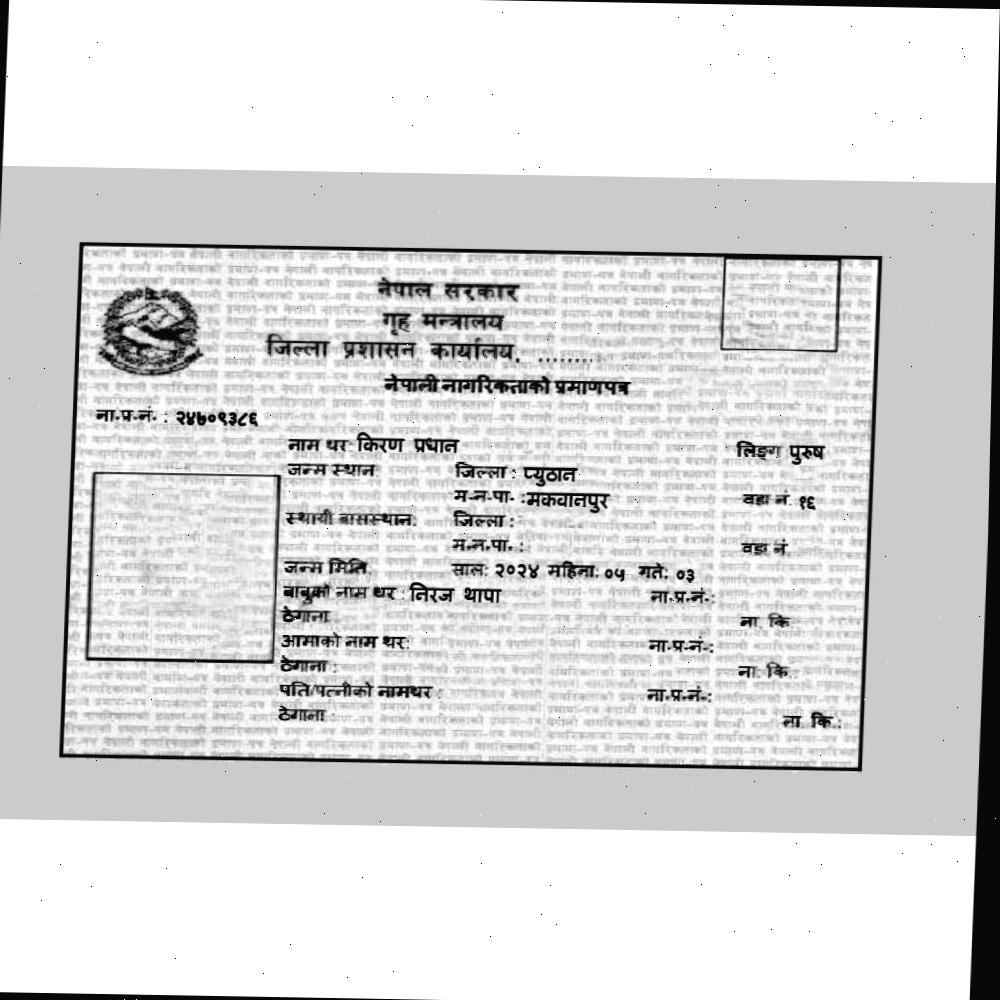 नेपाल सरकार
गृह मन्त्रालय
जिल्ला प्रशासन कार्यालय, .........
नेपाली नागरिकताको प्रमाणपत्र
ना.प्र.नं. : २४७०९३८६
नाम थर किरण प्रधान लिङ्ग पुरुष
जन्म स्थान: जिल्ला : प्युठान
म.न.पा. :मकवानपुर वडा नं. १६
स्थायी बासस्थान: जिल्ला :
म.न.पा. : वडा नं.
जन्म मिति: साल: २०२४ महिना: ०५ गते: ०३
बाबुको नाम थर : निरज थापा ना.प्र.नं.:
ठेगाना : ना. कि.
आमाको नाम थर: ना.प्र.नं.:
ठेगाना : ना. कि.
पति/पत्नीको नामथर : ना.प्र.नं.:
ठेगाना : ना. कि.: